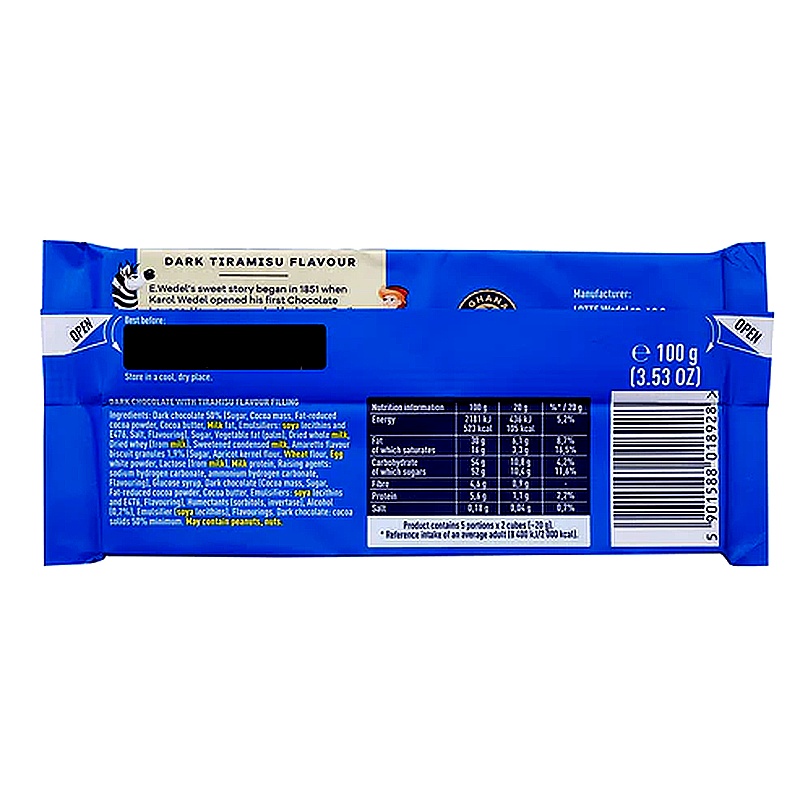 DARK TIRAMISU FLAVOUR
E.Wedel's sweet story began in 1851 when
Karol Wedel opened his first Chocolate
GHANA
Manufacturer:
LOTTE Wedel
OPEN
Best before:
Store in a cool, dry place.
℮ 100 g
(3.53 OZ)
OPEN
DARK CHOCOLATE WITH TIRAMISU FLAVOUR FILLING
Ingredients: Dark chocolate 50% [Sugar, Cocoa mass, Fat-reduced
cocoa powder, Cocoa butter, Milk fat, Emulsifiers: soya lecithins and
E476, Salt, Flavouring], Sugar, Vegetable fat (palm), Dried whole milk,
Dried whey (from milk), Sweetened condensed milk, Amaretto flavour
biscuit granules 1,9% [Sugar, Apricot kernel flour, Wheat flour, Egg
white powder, Lactose (from milk), Milk protein, Raising agents:
sodium hydrogen carbonate, ammonium hydrogen carbonate,
Flavouring], Glucose syrup, Dark chocolate [Cocoa mass, Sugar,
Fat-reduced cocoa powder, Cocoa butter, Emulsifiers: soya lecithins
and E476, Flavouring], Humectants (sorbitols, invertase), Alcohol
(0,2%), Emulsifier (soya lecithins), Flavourings, Dark chocolate: cocoa
solids 50% minimum. May contain peanuts, nuts.
Nutrition information 100 g 20 g %* / 20 g
Energy 2181 kJ 436 kJ 5,2%
523 kcal 105 kcal
Fat 30 g 6,1 g 8,7%
of which saturates 16 g 3,3 g 16,5%
Carbohydrate 54 g 10,8 g 4,2%
of which sugars 52 g 10,4 g 11,6%
Fibre 4,6 g 0,9 g -
Protein 5,6 g 1,1 g 2,2%
Salt 0,18 g 0,04 g 0,7%
Product contains 5 portions x 2 cubes (~20 g).
* Reference intake of an average adult (8 400 kJ/2 000 kcal).
5 901588 018928 >